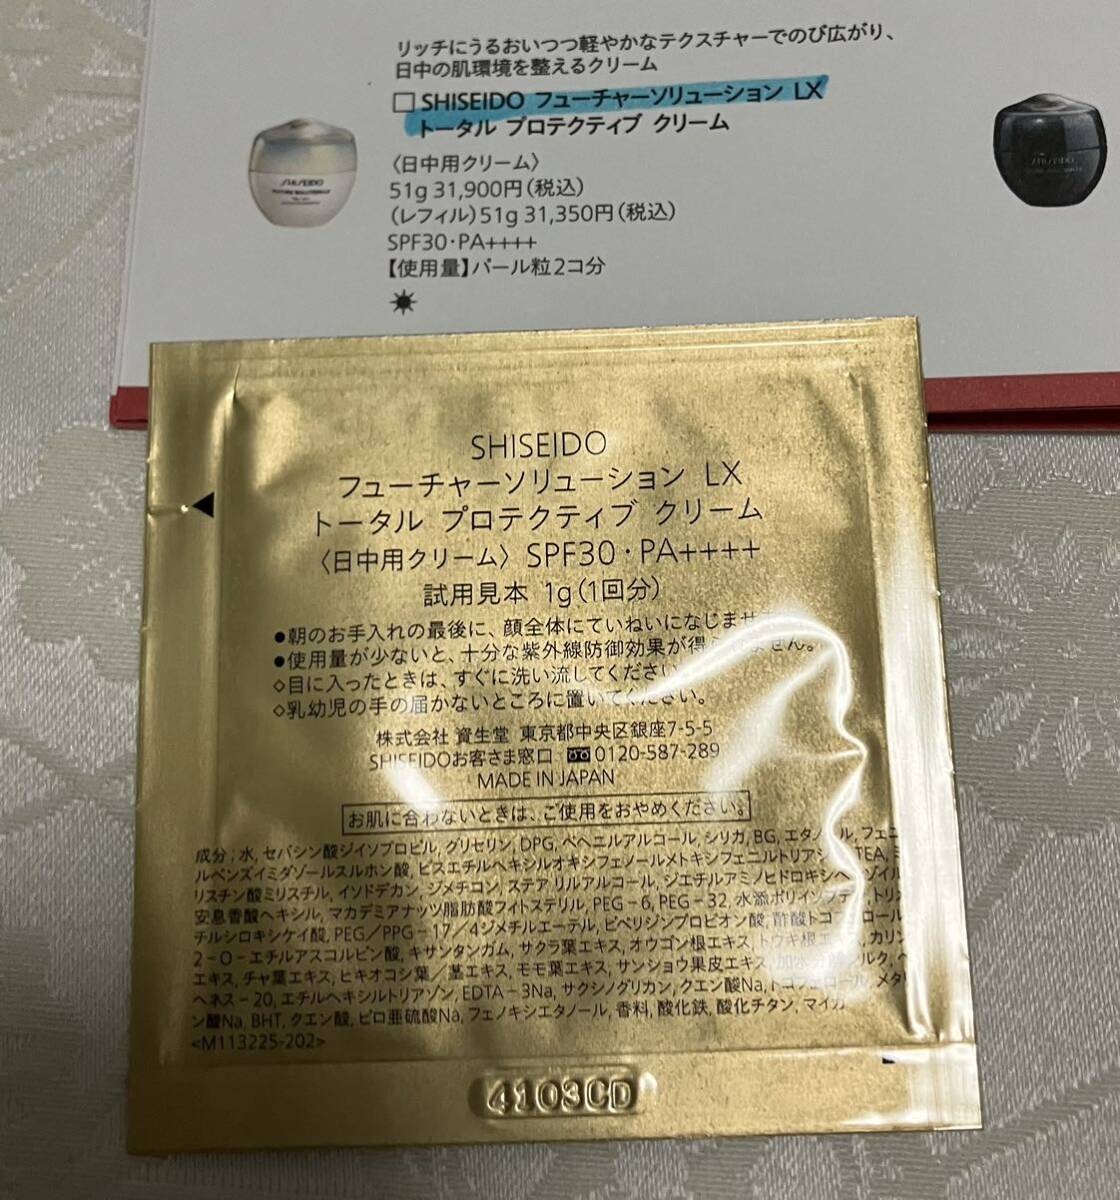 リッチにうるおいつつ軽やかなテクスチャーでのび広がり、
日中の肌環境を整えるクリーム
□SHISEIDO フューチャーソリューション LX
トータル プロテクティブ クリーム
〈日中用クリーム〉
51g 31,900円(税込)
(レフィル)51g 31,350円(税込)
SPF30・PA++++
【使用量】パール粒2コ分
SHISEIDO
SHISEIDO
SHISEIDO
フューチャーソリューション LX
トータル プロテクティブ クリーム
〈日中用クリーム〉 SPF30・PA++++
試用見本 1g(1回分)
●朝のお手入れの最後に、顔全体にていねいになじませ
●使用量が少ないと、十分な紫外線防御効果が得られません。
◇目に入ったときは、すぐに洗い流してください
◇乳幼児の手の届かないところに置いてください。
株式会社 資生堂 東京都中央区銀座7-5-5
SHISEIDOお客さま窓口 0120-587-289
MADE IN JAPAN
お肌に合わないときは、ご使用をおやめください。
成分:水,セバシン酸ジイソプロピル,グリセリン,DPG,ベヘニルアルコール,シリカ,BG,エタノール,フェニ
ルベンズイミダゾールスルホン酸,ビスエチルヘキシルオキシフェノールメトキシフェニルトリアジン,TEA,ミ
リスチン酸ミリスチル,イソドデカン,ジメチコン,ステアリルアルコール,ジエチルアミノヒドロキシベンゾイル
安息香酸ヘキシル,マカデミアナッツ脂肪酸フィトステリル,PEG-6,PEG-32,水添ポリイソブテン,トリ
チルシロキシケイ酸,PEG/PPG-17/4ジメチルエーテル,ピペリジンプロピオン酸,酢酸トコフェロール
2-O-エチルアスコルビン酸,キサンタンガム,サクラ葉エキス,オウゴン根エキス,トウキ根エキス,カリン
エキス,チャ葉エキス,ヒキオコシ葉/茎エキス,モモ葉エキス,サンショウ果皮エキス,加水分解シルク,
ヘネス-20,エチルヘキシルトリアゾン,EDTA-3Na,サクシノグリカン,クエン酸Na,トコフェロール,メタ
ン酸Na,BHT,クエン酸,ピロ亜硫酸Na,フェノキシエタノール,香料,酸化鉄,酸化チタン,マイカ
<M113225-202>
4103CD